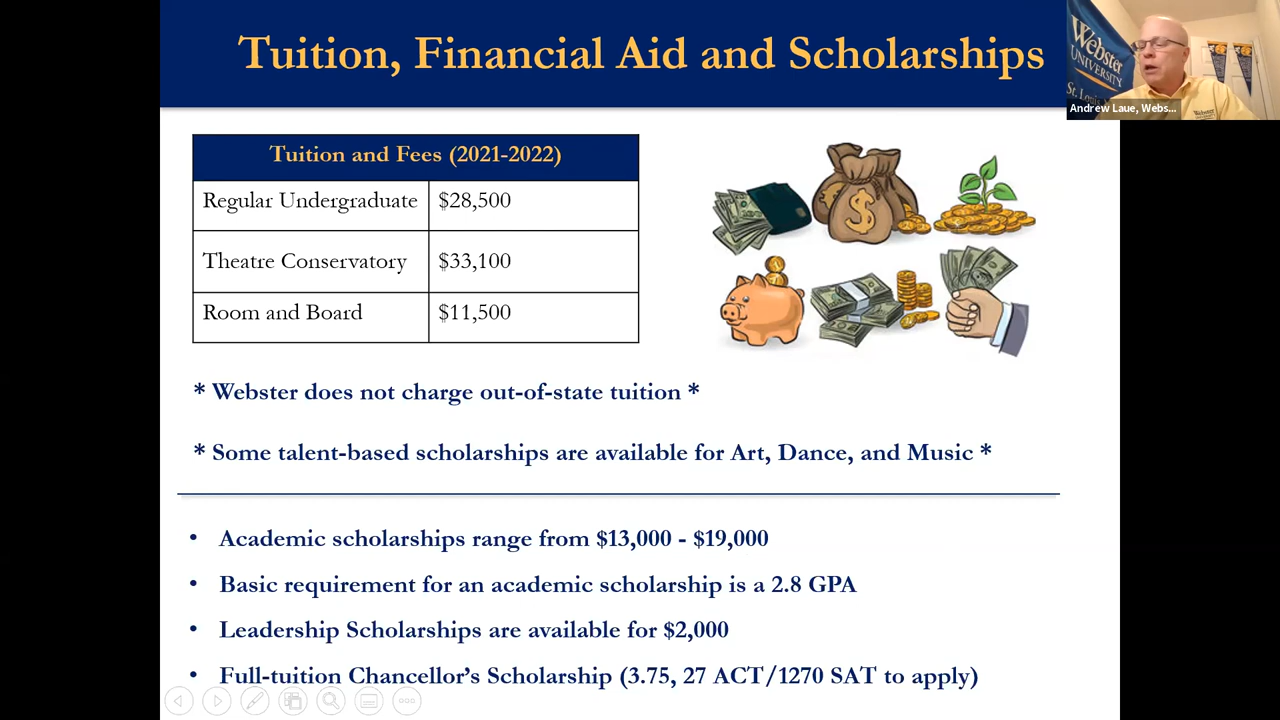 Tuition, Financial Aid and Scholarships
Webster
UNIVERSITY
St. Louis
Andrew Laue, Webs...
Tuition and Fees (2021-2022)
Regular Undergraduate $28,500
Theatre Conservatory $33,100
Room and Board $11,500
* Webster does not charge out-of-state tuition *
* Some talent-based scholarships are available for Art, Dance, and Music *
• Academic scholarships range from $13,000 - $19,000
• Basic requirement for an academic scholarship is a 2.8 GPA
• Leadership Scholarships are available for $2,000
• Full-tuition Chancellor's Scholarship (3.75, 27 ACT/1270 SAT to apply)